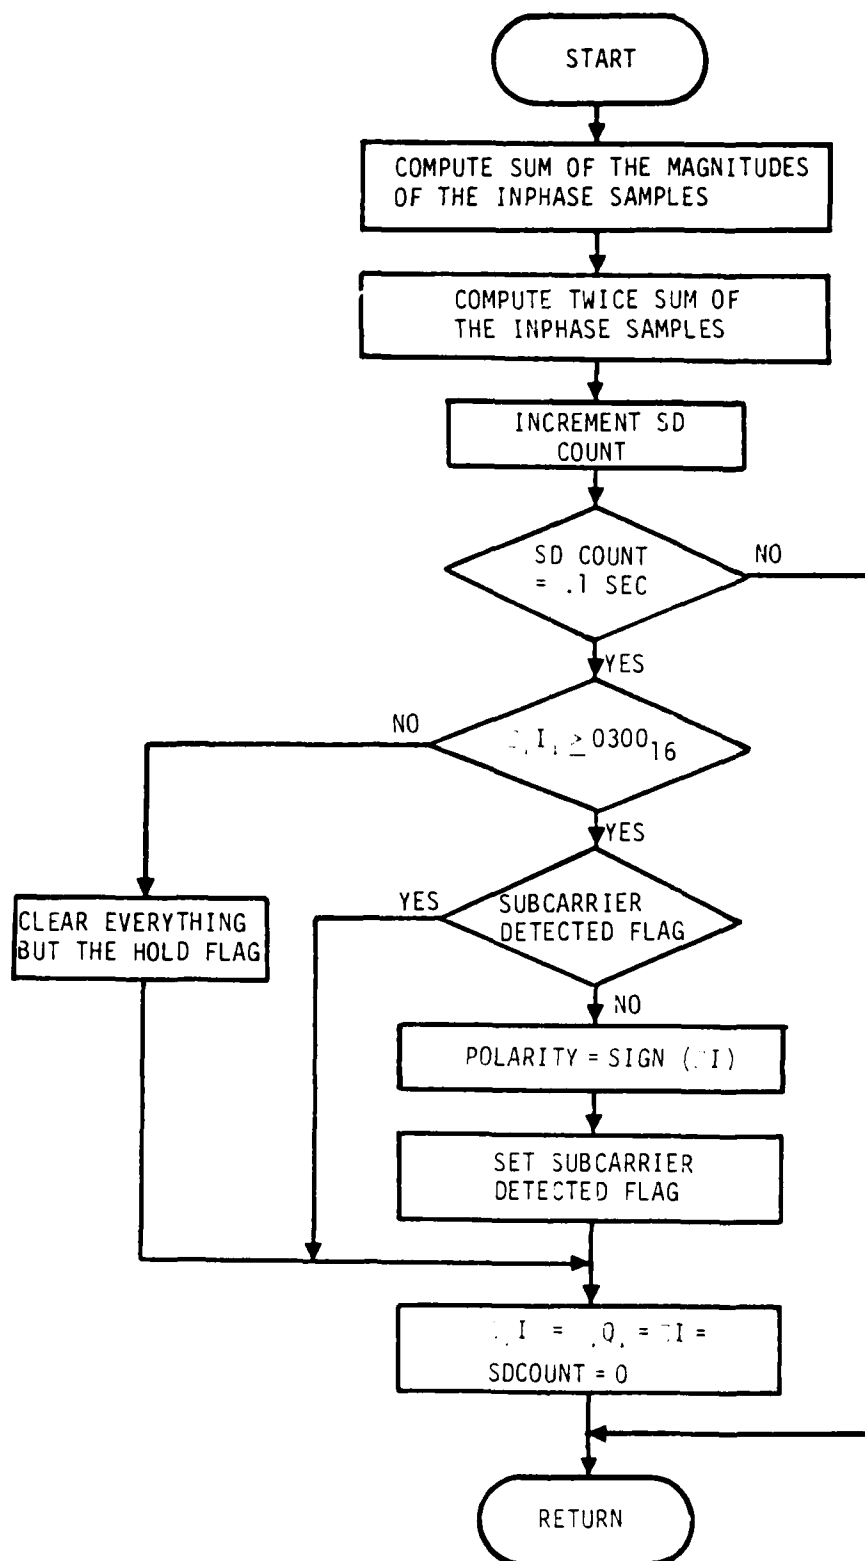 START
COMPUTE SUM OF THE MAGNITUDES
OF THE INPHASE SAMPLES
COMPUTE TWICE SUM OF
THE INPHASE SAMPLES
INCREMENT SD
COUNT
SD COUNT
= .1 SEC
NO
YES
NO
I ≥ 0300₁₆
YES
YES
SUBCARRIER
DETECTED FLAG
CLEAR EVERYTHING
BUT THE HOLD FLAG
NO
POLARITY = SIGN ( I)
SET SUBCARRIER
DETECTED FLAG
I = Q = I =
SDCOUNT = 0
RETURN